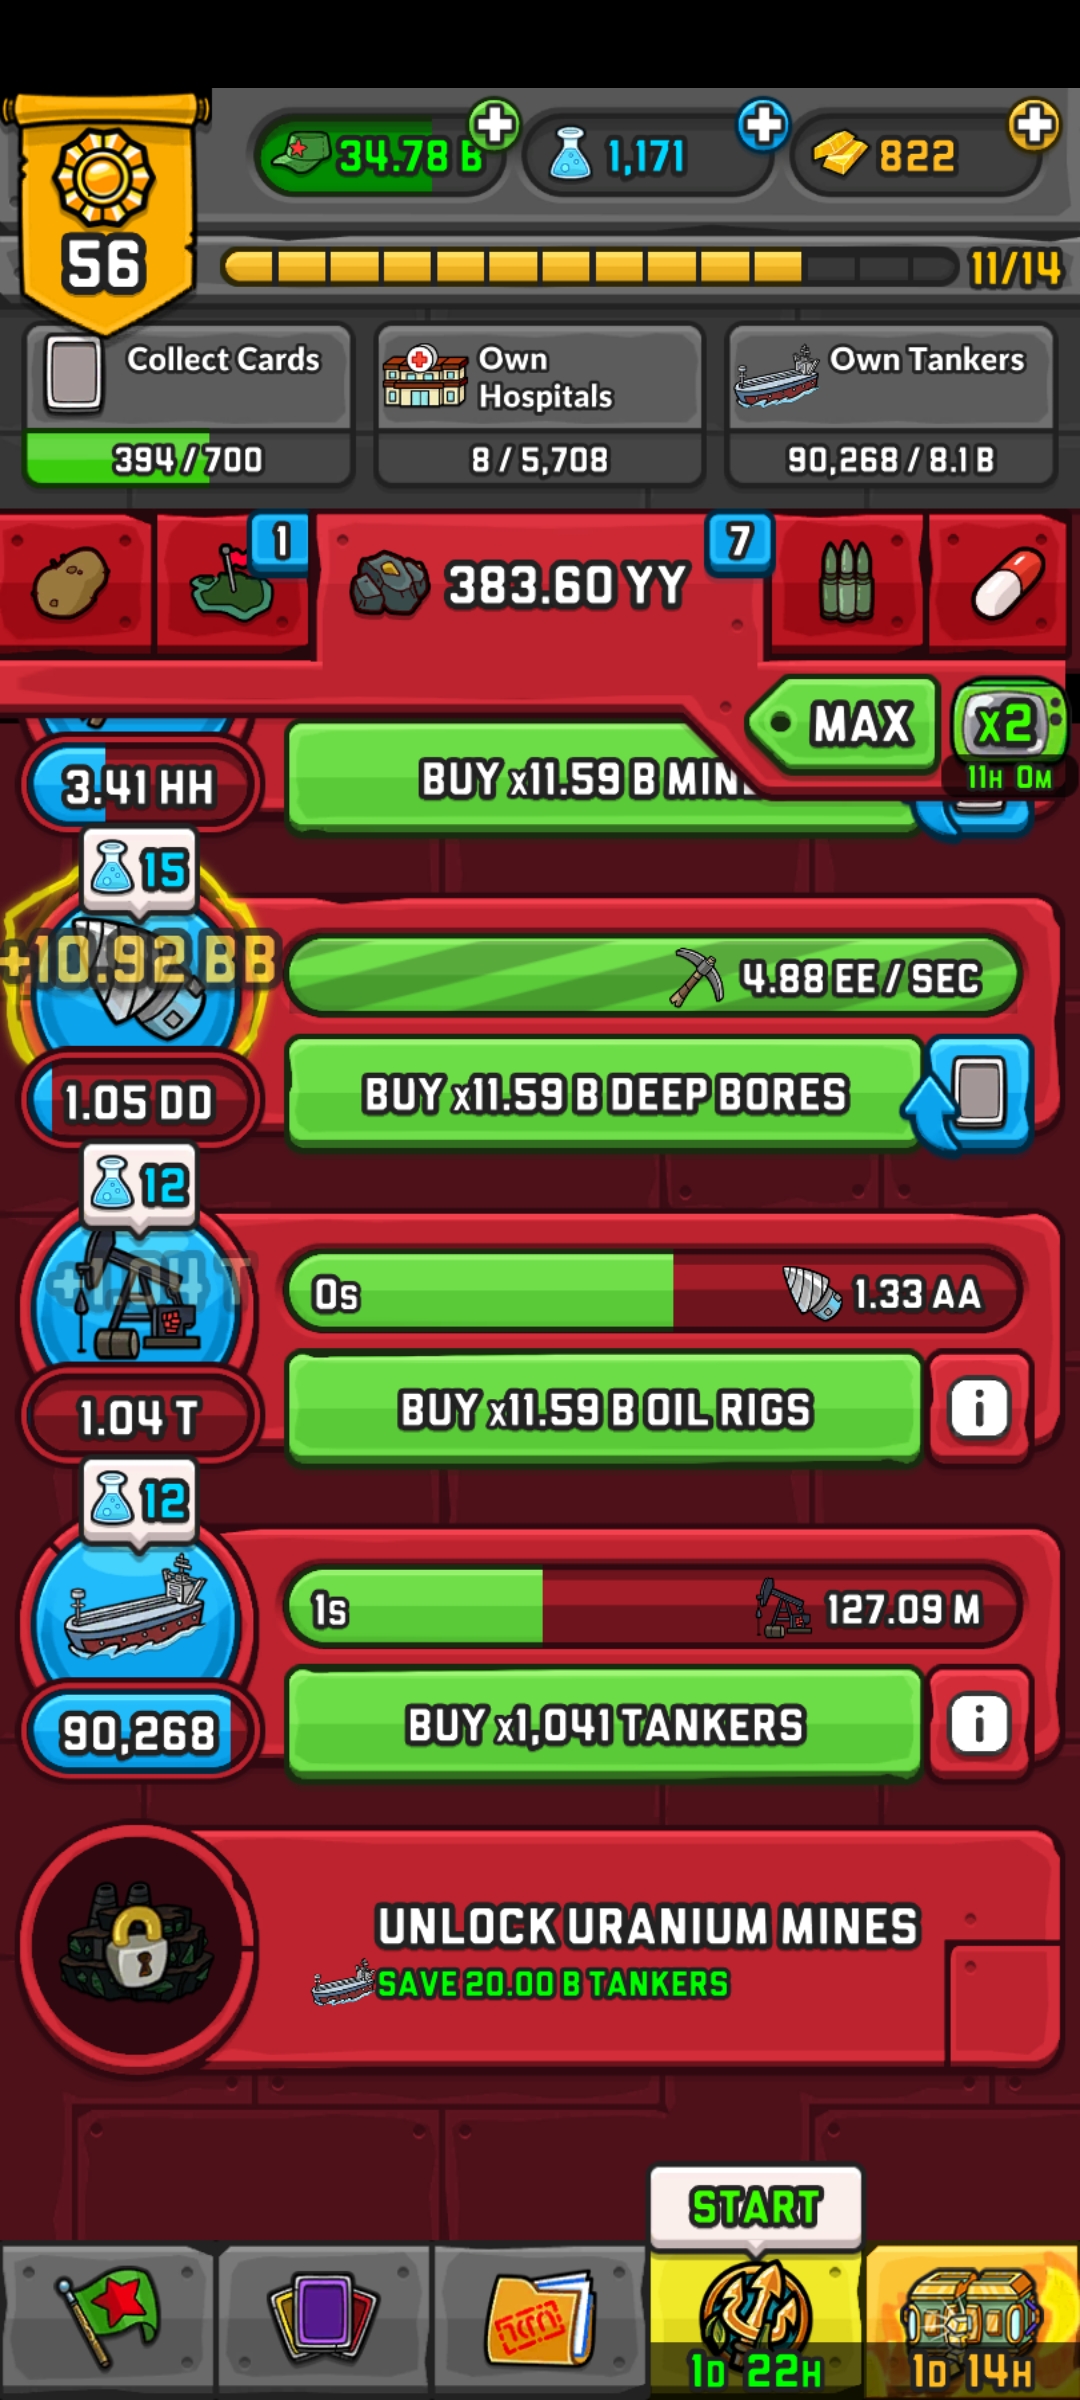 34.78 B
1,171
822
56
11/14
Collect Cards
394/700
Own Hospitals
8/5,708
Own Tankers
90,268/8.1 B
1
383.60 YY
7
MAX
X2
11H 0M
3.41 HH
BUY x11.59 B MIN
15
+10.92 BB
4.88 EE/SEC
1.05 DD
BUY x11.59 B DEEP BORES
12
+1.04 T
0s
1.33 AA
1.04 T
BUY x11.59 B OIL RIGS
i
12
1s
127.09 M
90,268
BUY x1,041 TANKERS
i
UNLOCK URANIUM MINES
SAVE 20.00 B TANKERS
START
1D 22H
1D 14H